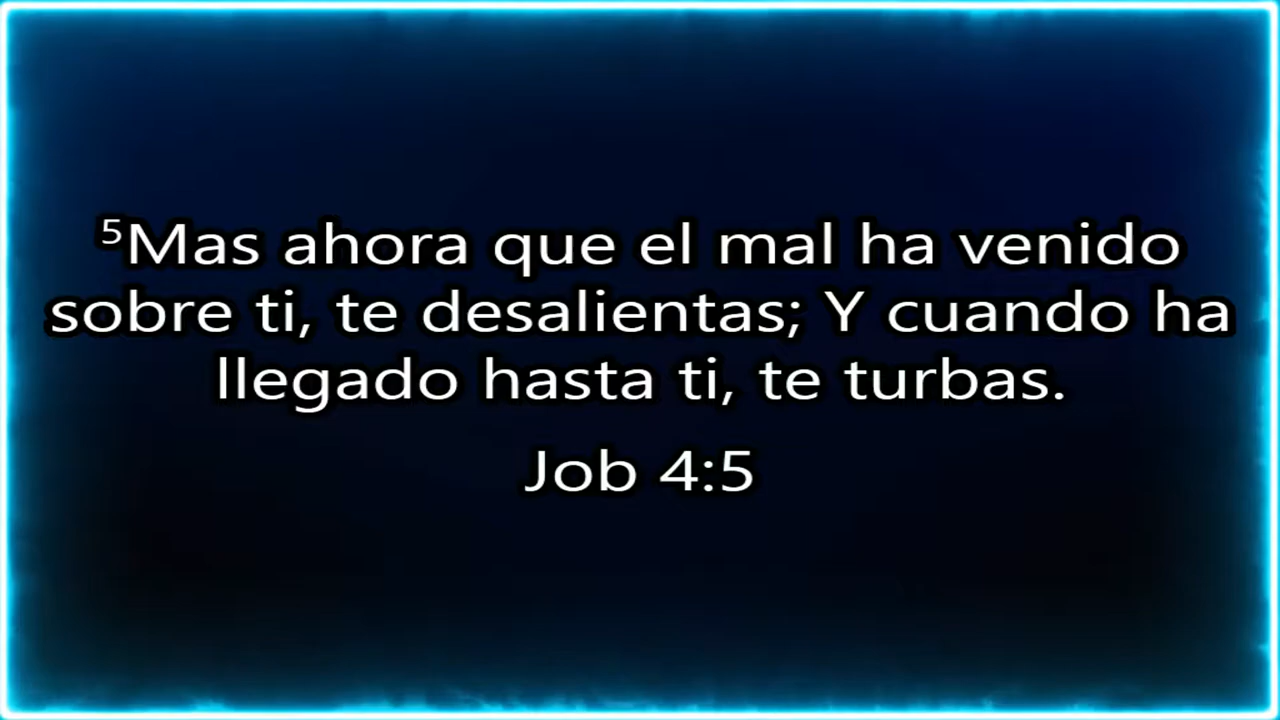 ⁵Mas ahora que el mal ha venido
sobre ti, te desalientas; Y cuando ha
llegado hasta ti, te turbas.
Job 4:5